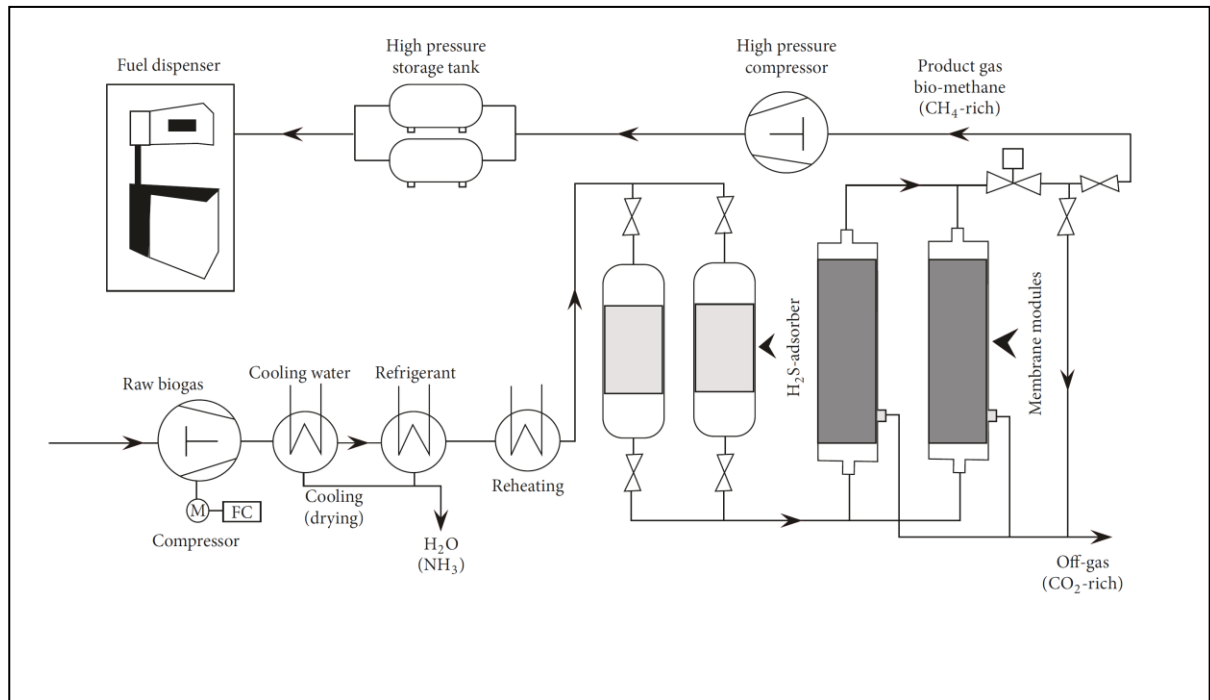 Fuel dispenser
High pressure
storage tank
High pressure
compressor
Product gas
bio-methane
(CH₄-rich)
Raw biogas
Cooling water
Refrigerant
H₂S-adsorber
Membrane modules
Cooling
(drying)
Reheating
M
FC
Compressor
H₂O
(NH₃)
Off-gas
(CO₂-rich)